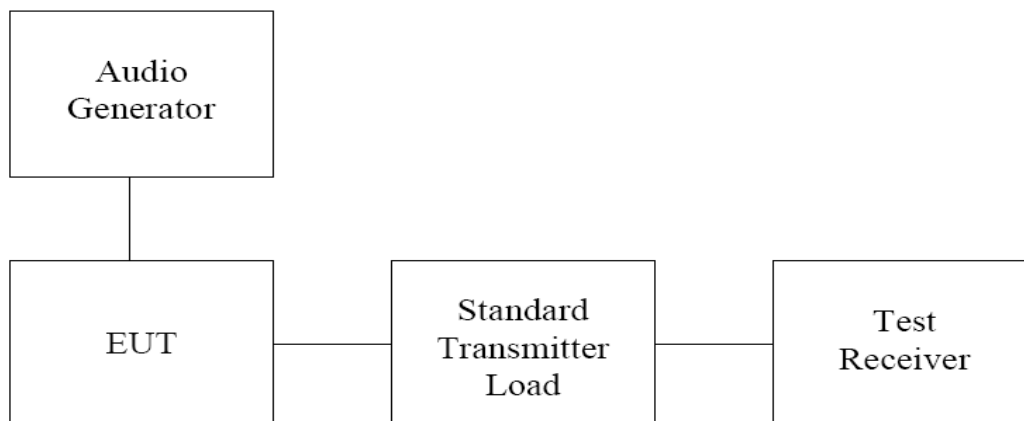 Audio
Generator
EUT
Standard
Transmitter
Load
Test
Receiver